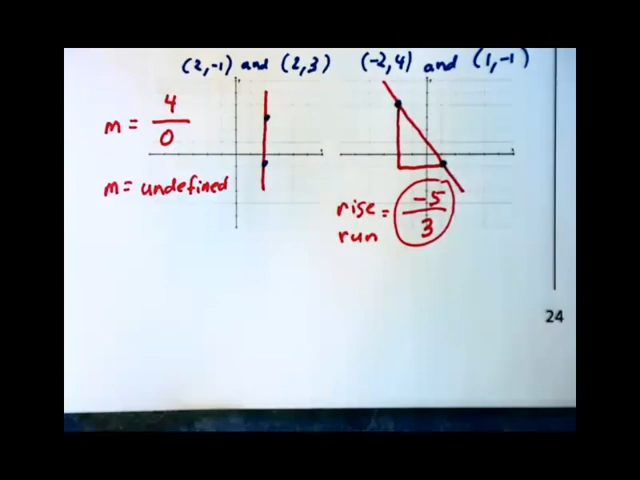 (2,-1) and (2,3)
m = 4/0
m = undefined
(-2,4) and (1,-1)
rise = -5
run 3
24